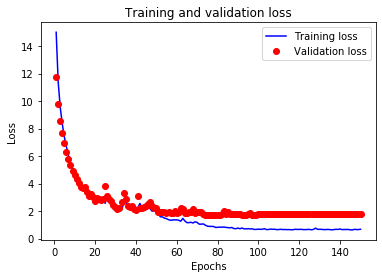 Training and validation loss
Training loss
Validation loss
14
12
10
8
6
4
2
0
Loss
0 20 40 60 80 100 120 140
Epochs